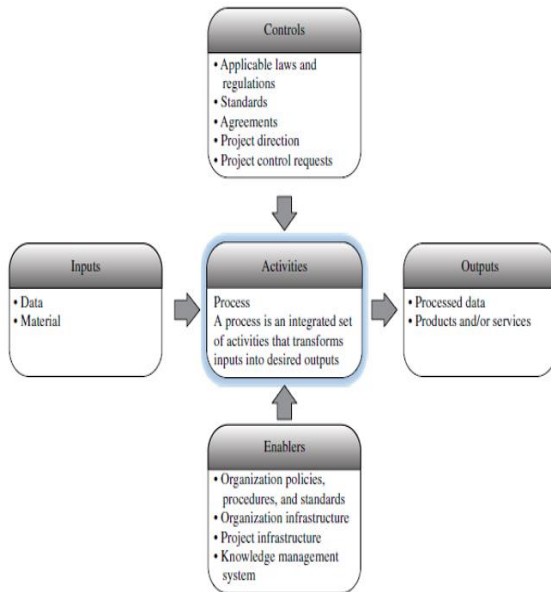 Controls
• Applicable laws and
regulations
• Standards
• Agreements
• Project direction
• Project control requests
Inputs
• Data
• Material
Activities
Process
A process is an integrated set
of activities that transforms
inputs into desired outputs
Outputs
• Processed data
• Products and/or services
Enablers
• Organization policies,
procedures, and standards
• Organization infrastructure
• Project infrastructure
• Knowledge management
system